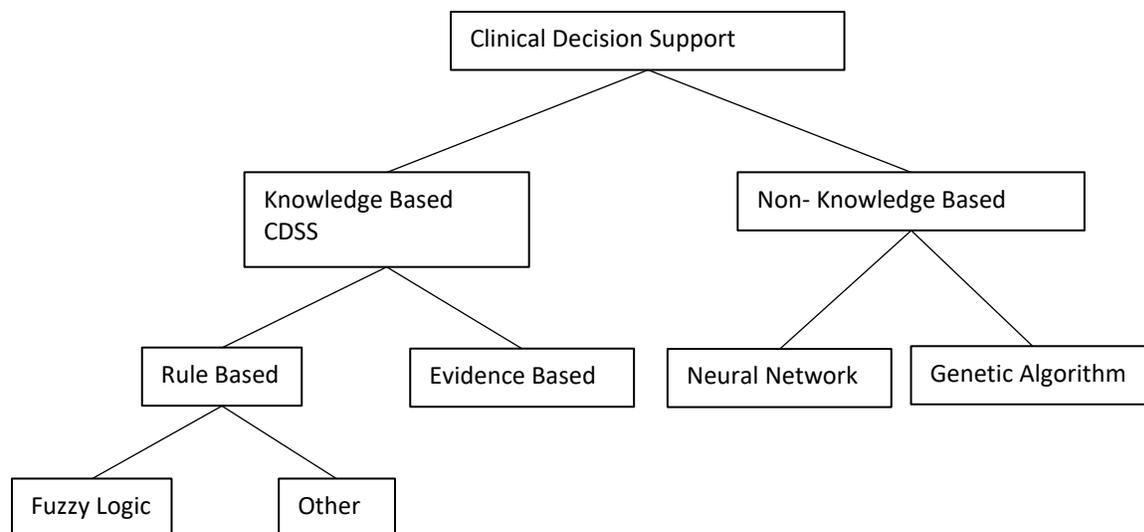 Clinical Decision Support
Knowledge Based
CDSS
Non- Knowledge Based
Rule Based
Evidence Based
Neural Network
Genetic Algorithm
Fuzzy Logic
Other